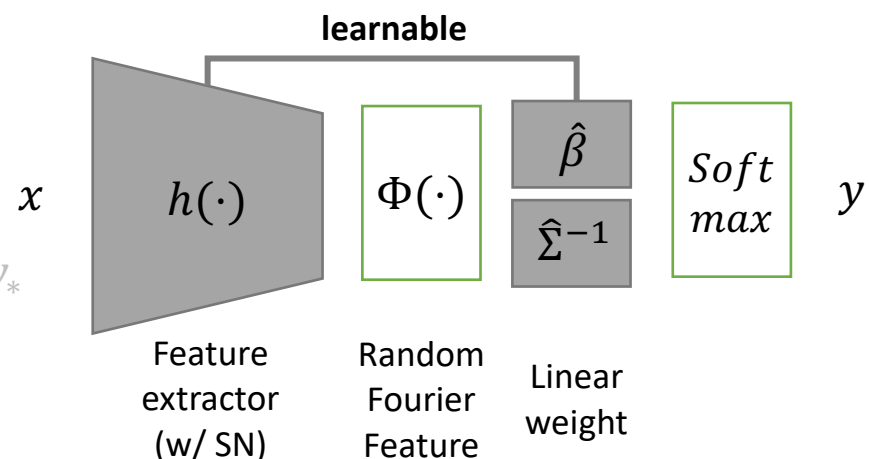 learnable
x
h(·)
Φ(·)
β̂
Σ̂⁻¹
Soft
max
y
Feature
extractor
(w/ SN)
Random
Fourier
Feature
Linear
weight